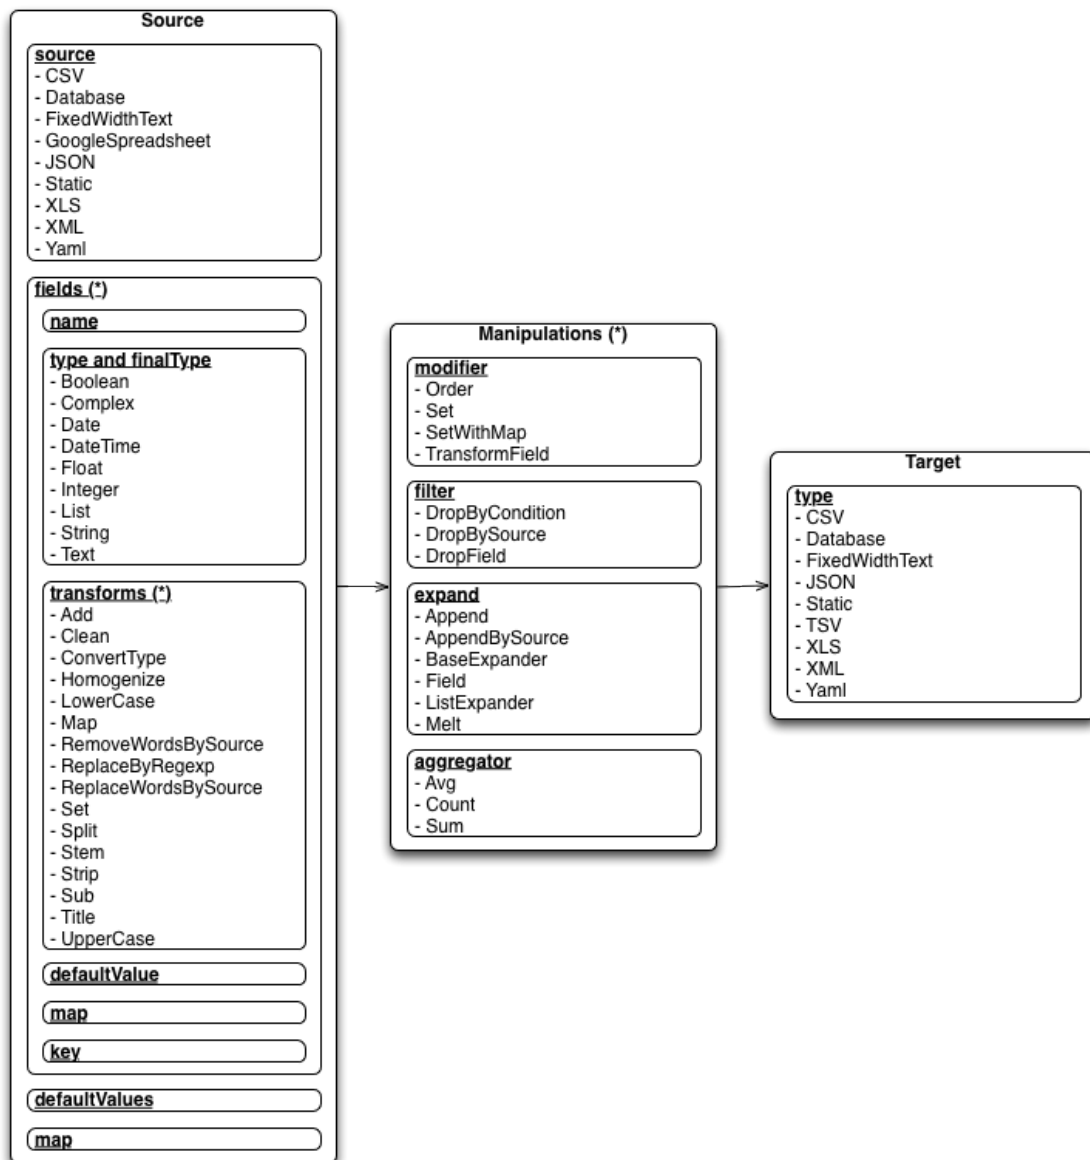 Source
source
- CSV
- Database
- FixedWidthText
- GoogleSpreadsheet
- JSON
- Static
- XLS
- XML
- Yaml
fields (*)
name
type and finalType
- Boolean
- Complex
- Date
- DateTime
- Float
- Integer
- List
- String
- Text
transforms (*)
- Add
- Clean
- ConvertType
- Homogenize
- LowerCase
- Map
- RemoveWordsBySource
- ReplaceByRegexp
- ReplaceWordsBySource
- Set
- Split
- Stem
- Strip
- Sub
- Title
- UpperCase
defaultValue
map
key
defaultValues
map
Manipulations (*)
modifier
- Order
- Set
- SetWithMap
- TransformField
filter
- DropByCondition
- DropBySource
- DropField
expand
- Append
- AppendBySource
- BaseExpander
- Field
- ListExpander
- Melt
aggregator
- Avg
- Count
- Sum
Target
type
- CSV
- Database
- FixedWidthText
- JSON
- Static
- TSV
- XLS
- XML
- Yaml